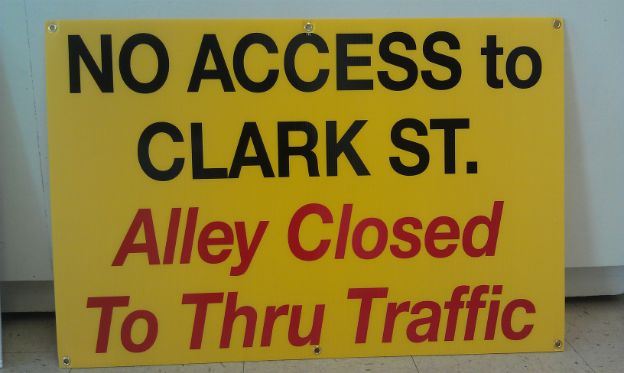 NO ACCESS to
CLARK ST.
Alley Closed
To Thru Traffic